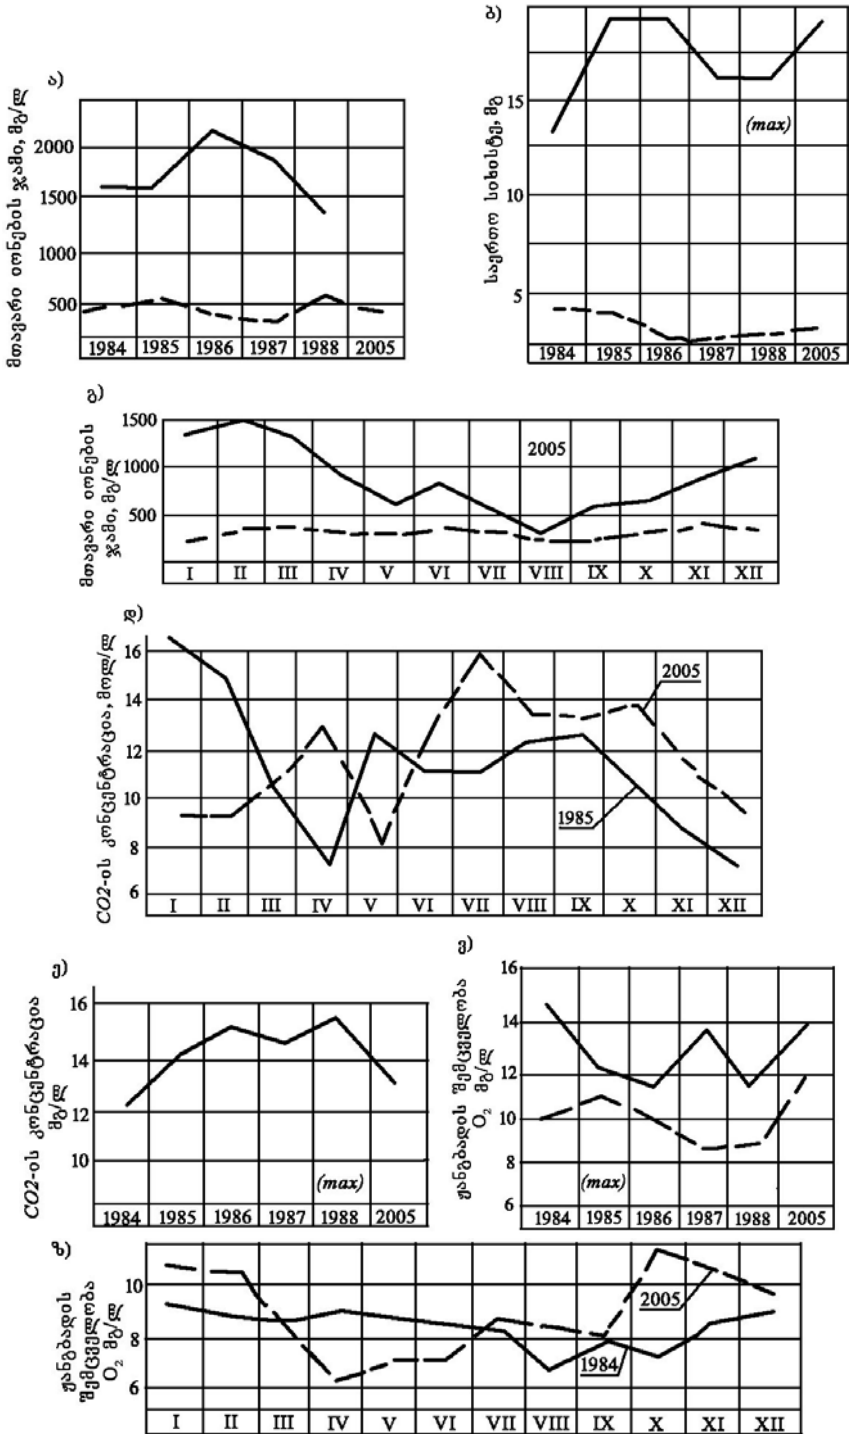 ა)
მთავარი იონების ჯამი, მგ/ლ
2000
1500
1000
500
1984 1985 1986 1987 1988 2005
ბ)
საერთო სიხისტე, მგ
15
10
5
(max)
1984 1985 1986 1987 1988 2005
გ)
მთავარი იონების
ჯამი, მგ/ლ
1500
1000
500
2005
I II III IV V VI VII VIII IX X XI XII
დ)
CO2-ის კონცენტრაცია, მოლ/ლ
16
14
12
10
8
6
2005
1985
I II III IV V VI VII VIII IX X XI XII
ე)
CO2-ის კონცენტრაცია
მგ/ლ
16
14
12
10
(max)
1984 1985 1986 1987 1988 2005
ვ)
ჟანგბადის შემცველობა
O₂ მგ/ლ
16
14
12
10
8
6
(max)
1984 1985 1986 1987 1988 2005
ზ)
ჟანგბადის
შემცველობა
O₂ მგ/ლ
10
8
6
2005
1984
I II III IV V VI VII VIII IX X XI XII